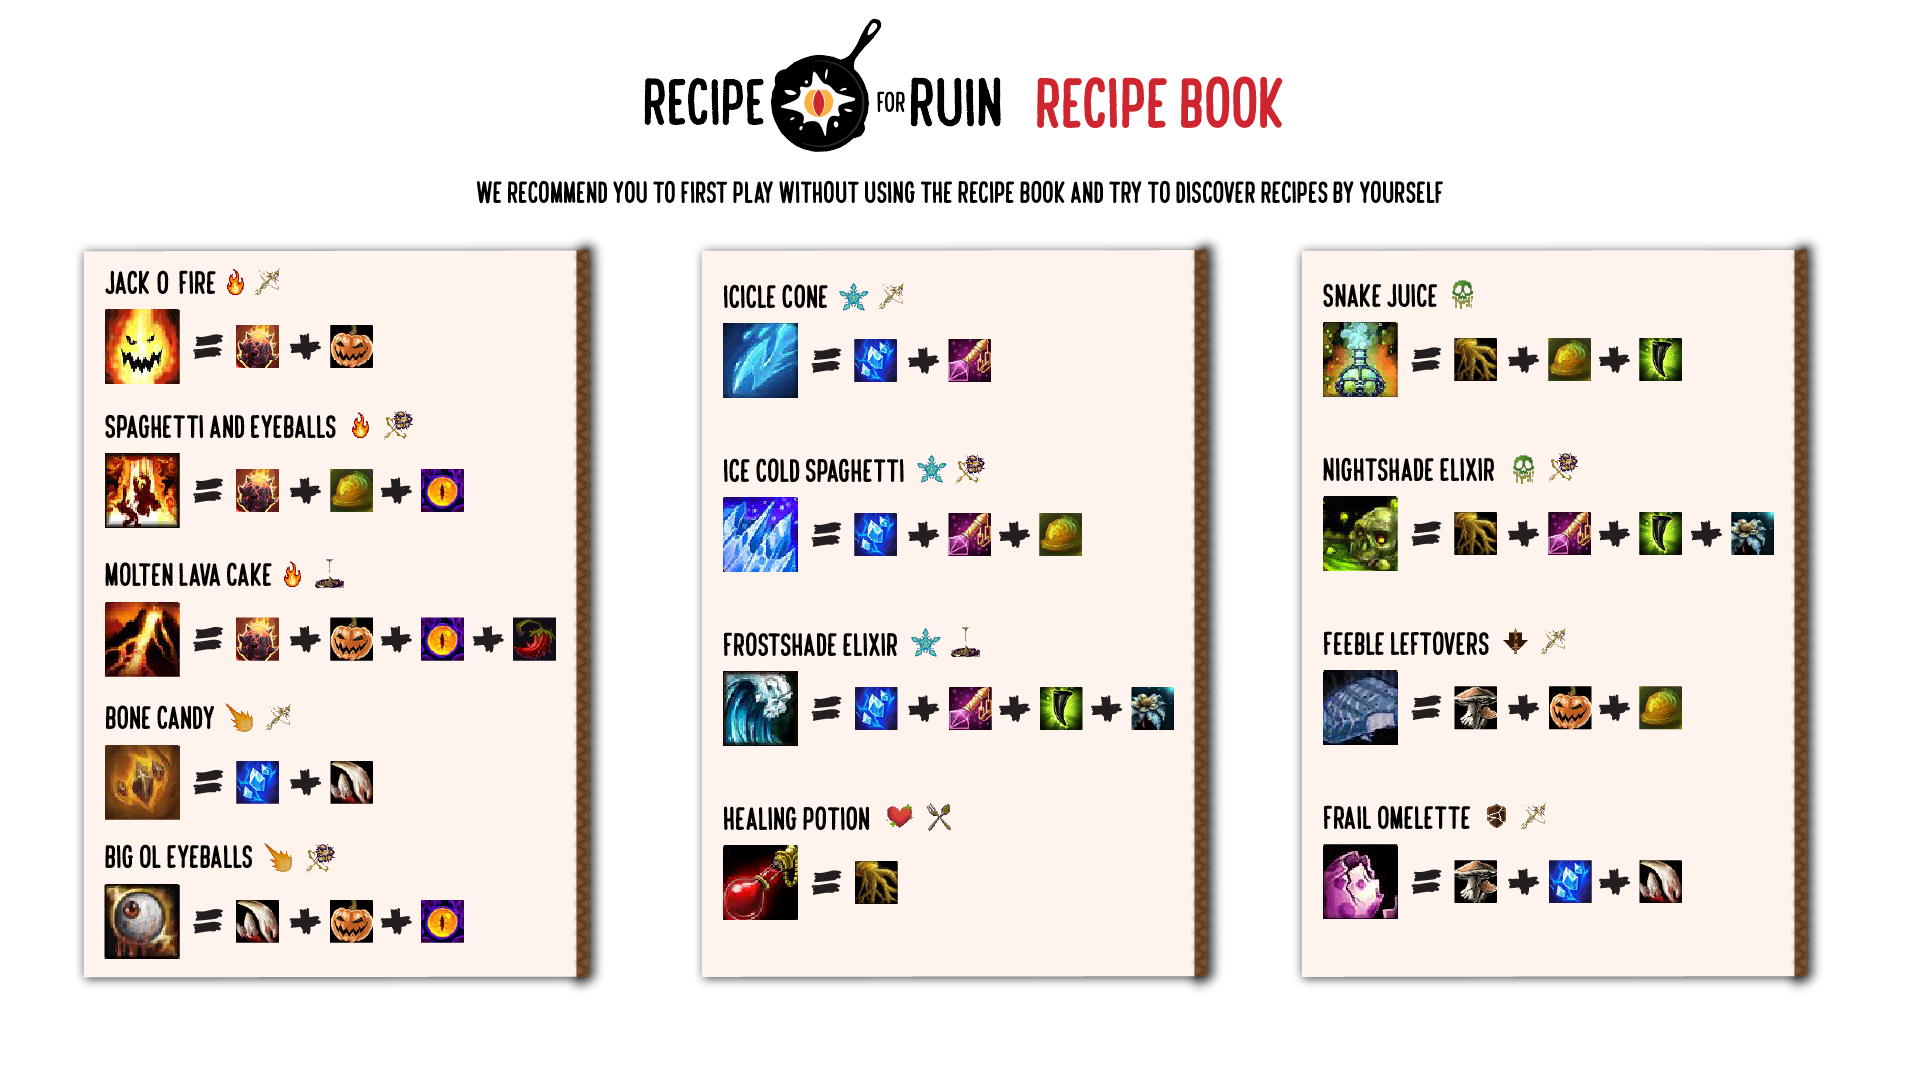 RECIPE FOR RUIN RECIPE BOOK
WE RECOMMEND YOU TO FIRST PLAY WITHOUT USING THE RECIPE BOOK AND TRY TO DISCOVER RECIPES BY YOURSELF
JACK O FIRE
SPAGHETTI AND EYEBALLS
MOLTEN LAVA CAKE
BONE CANDY
BIG OL EYEBALLS
ICICLE CONE
ICE COLD SPAGHETTI
FROSTSHADE ELIXIR
HEALING POTION
SNAKE JUICE
NIGHTSHADE ELIXIR
FEEBLE LEFTOVERS
FRAIL OMELETTE